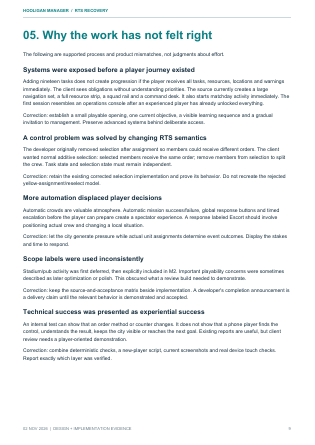 HOOLIGAN MANAGER / RTS RECOVERY
05. Why the work has not felt right
The following are supported process and product mismatches, not judgments about effort.
Systems were exposed before a player journey existed
Adding nineteen tasks does not create progression if the player receives all tasks, resources, locations and warnings
immediately. The client sees obligations without understanding priorities. The source currently creates a large
navigation set, a full resource strip, a squad rail and a command deck. It also starts matchday activity immediately. The
first session resembles an operations console after an experienced player has already unlocked everything.
Correction: establish a small playable opening, one current objective, a visible learning sequence and a gradual
invitation to management. Preserve advanced systems behind deliberate access.
A control problem was solved by changing RTS semantics
The developer originally removed selection after assignment so members could receive different orders. The client
wanted normal additive selection: selected members receive the same order; remove members from selection to split
the crew. Task state and selection state must remain independent.
Correction: retain the existing corrected selection implementation and prove its behavior. Do not recreate the rejected
yellow-assignment/reselect model.
More automation displaced player decisions
Automatic crowds are valuable atmosphere. Automatic mission success/failure, global response buttons and timed
escalation before the player can prepare create a spectator experience. A response labeled Escort should involve
positioning actual crew and changing a local situation.
Correction: let the city generate pressure while actual unit assignments determine event outcomes. Display the stakes
and time to respond.
Scope labels were used inconsistently
Stadium/pub activity was first deferred, then explicitly included in M2. Important playability concerns were sometimes
described as later optimization or polish. This obscured what a review build needed to demonstrate.
Correction: keep the source-and-acceptance matrix beside implementation. A developer's completion announcement is
a delivery claim until the relevant behavior is demonstrated and accepted.
Technical success was presented as experiential success
An internal test can show that an order method or counter changes. It does not show that a phone player finds the
control, understands the result, keeps the city visible or reaches the next goal. Existing reports are useful, but client
review needs a player-oriented demonstration.
Correction: combine deterministic checks, a new-player script, current screenshots and real device touch checks.
Report exactly which layer was verified.
02 NOV 2025 | DESIGN + IMPLEMENTATION EVIDENCE